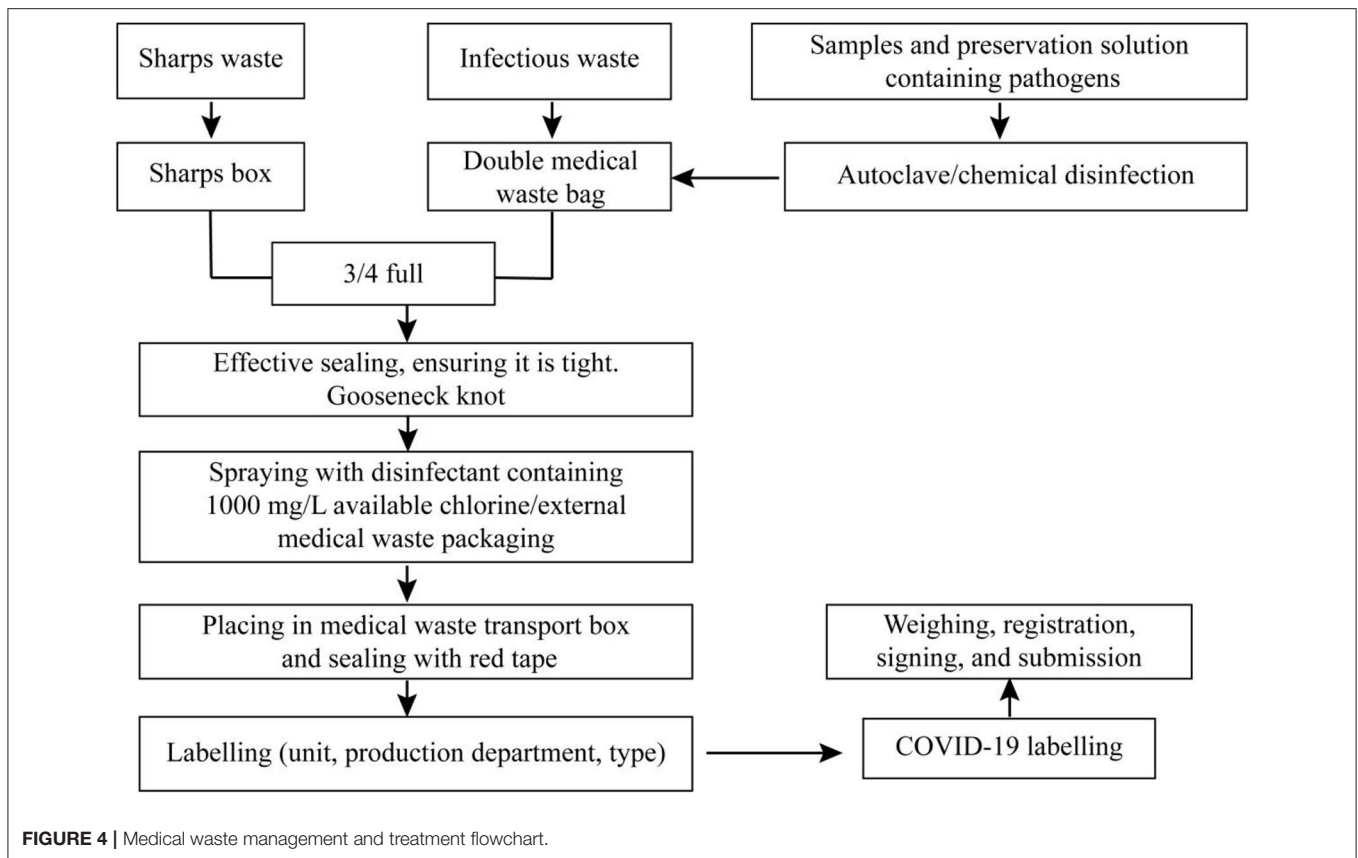 Sharps waste
Infectious waste
Samples and preservation solution
containing pathogens
Sharps box
Double medical
waste bag
Autoclave/chemical disinfection
3/4 full
Effective sealing, ensuring it is tight.
Gooseneck knot
Spraying with disinfectant containing
1000 mg/L available chlorine/external
medical waste packaging
Placing in medical waste transport box
and sealing with red tape
Weighing, registration,
signing, and submission
Labelling (unit, production department, type)
COVID-19 labelling
FIGURE 4 | Medical waste management and treatment flowchart.